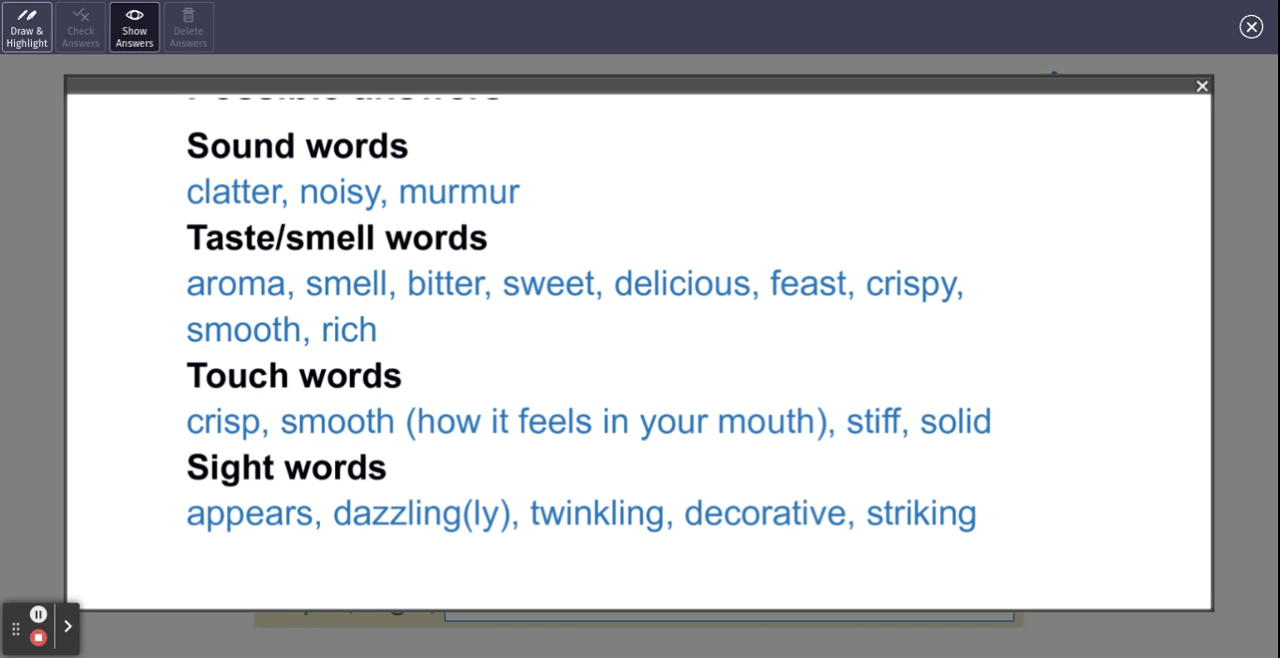 Draw &
Highlight
Check
Answers
Show
Answers
Delete
Answers
Possible answers
Sound words
clatter, noisy, murmur
Taste/smell words
aroma, smell, bitter, sweet, delicious, feast, crispy,
smooth, rich
Touch words
crisp, smooth (how it feels in your mouth), stiff, solid
Sight words
appears, dazzling(ly), twinkling, decorative, striking